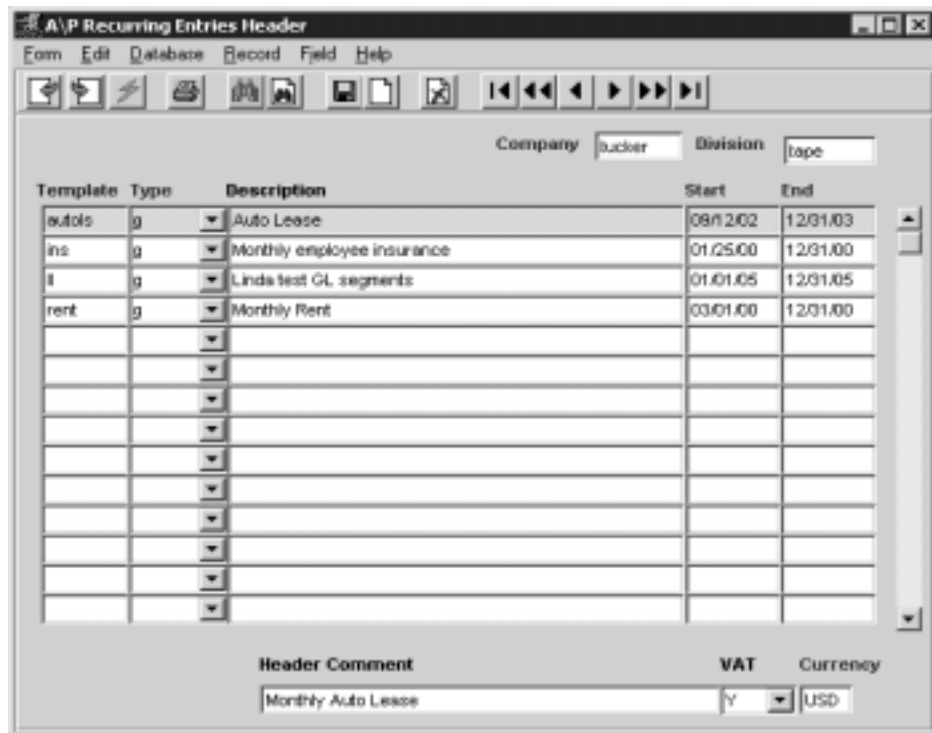 A\P Recurring Entries Header
Form Edit Database Record Field Help
Company tucker Division tape
Template Type Description Start End
autols g Auto Lease 09/12/02 12/31/03
ins g Monthly employee insurance 01/25/00 12/31/00
ll g Linda test GL segments 01/01/05 12/31/05
rent g Monthly Rent 03/01/00 12/31/00
Header Comment VAT Currency
Monthly Auto Lease Y USD